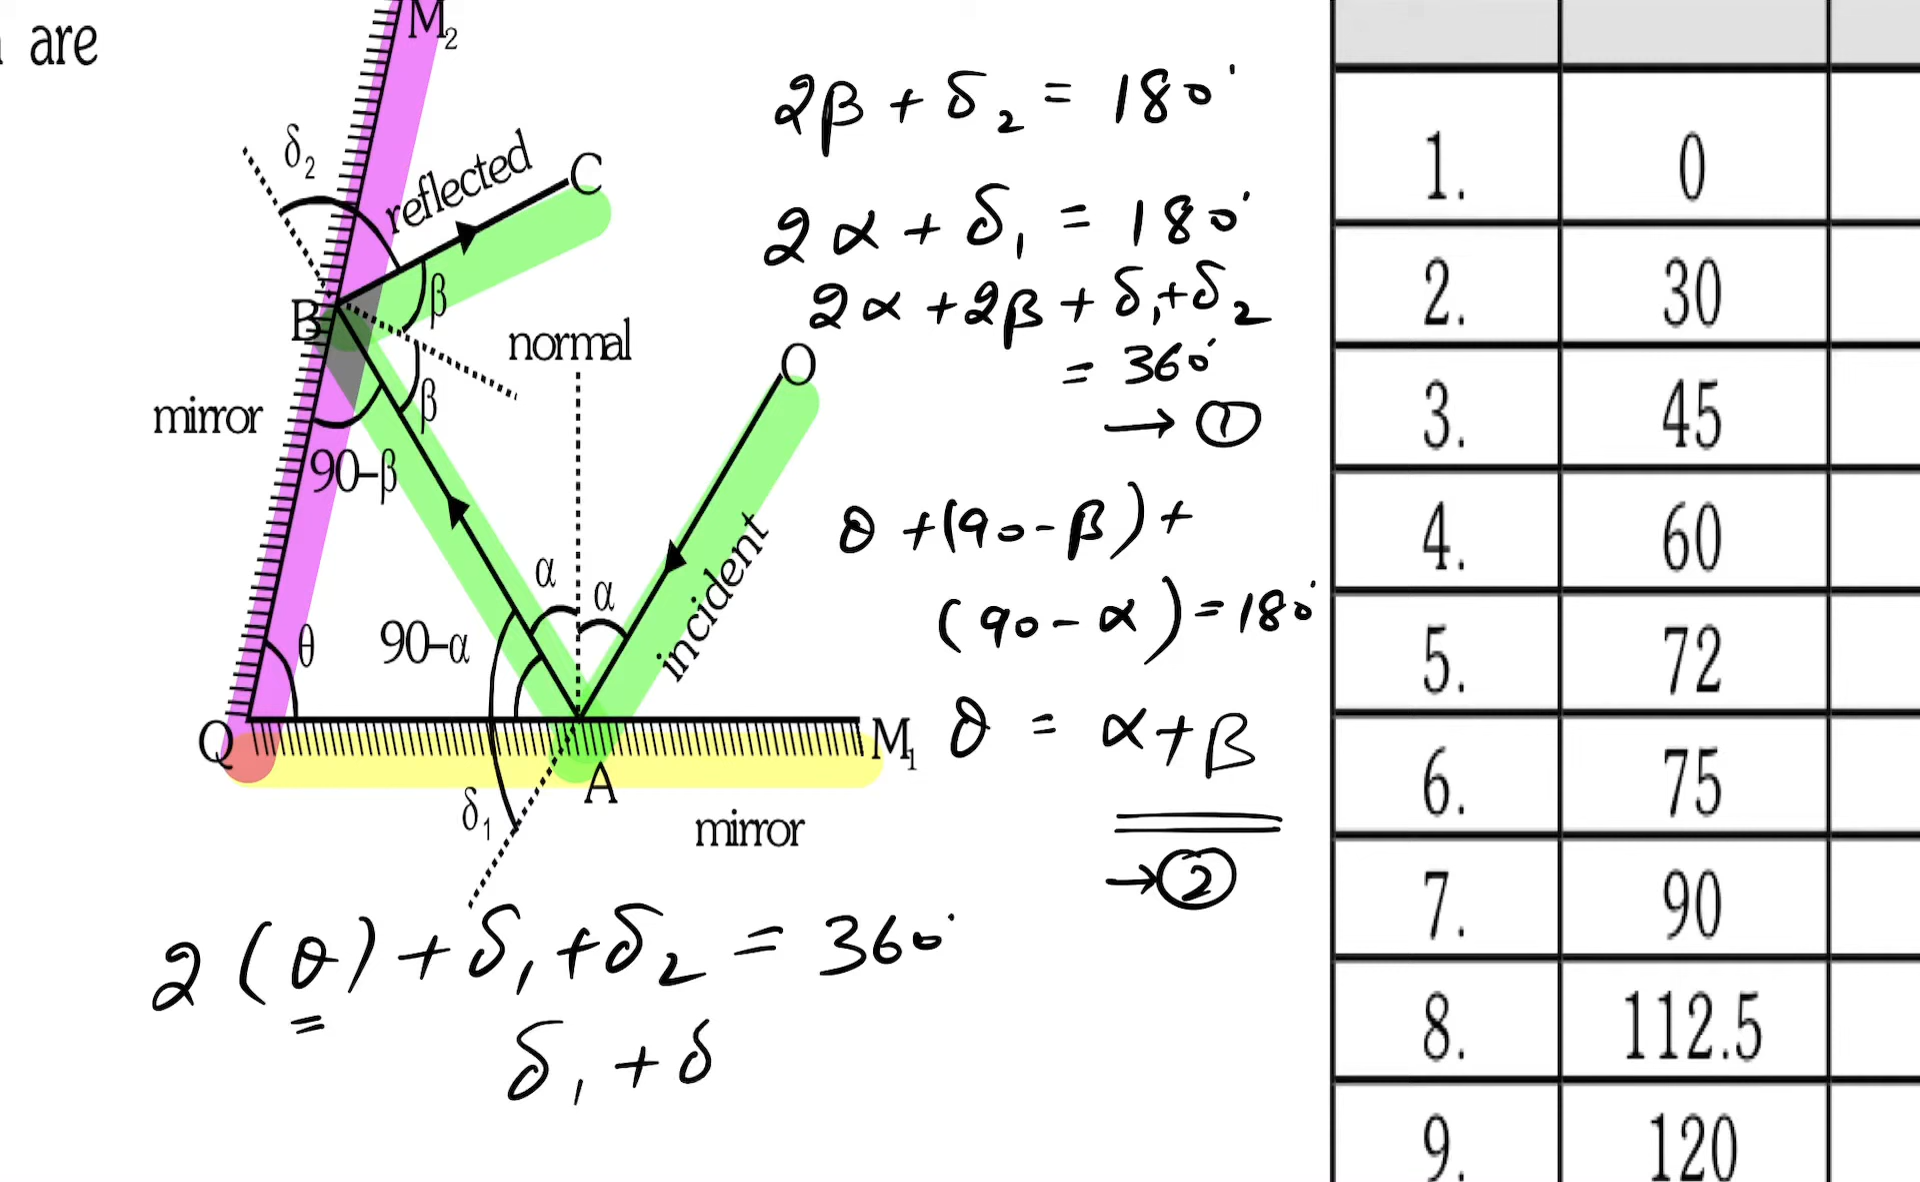 are
M₂
δ₂
reflected
C
B
β
β
normal
O
mirror
90–β
α
α
incident
θ
90–α
Q
A
M₁
δ₁
mirror
2β + δ₂ = 180°
2α + δ₁ = 180°
2α + 2β + δ₁ + δ₂
= 360°
→ ①
θ + (90 - β) +
(90 - α) = 180°
θ = α + β
→ ②
2(θ) + δ₁ + δ₂ = 360°
δ₁ + δ
1. 0
2. 30
3. 45
4. 60
5. 72
6. 75
7. 90
8. 112.5
9. 120